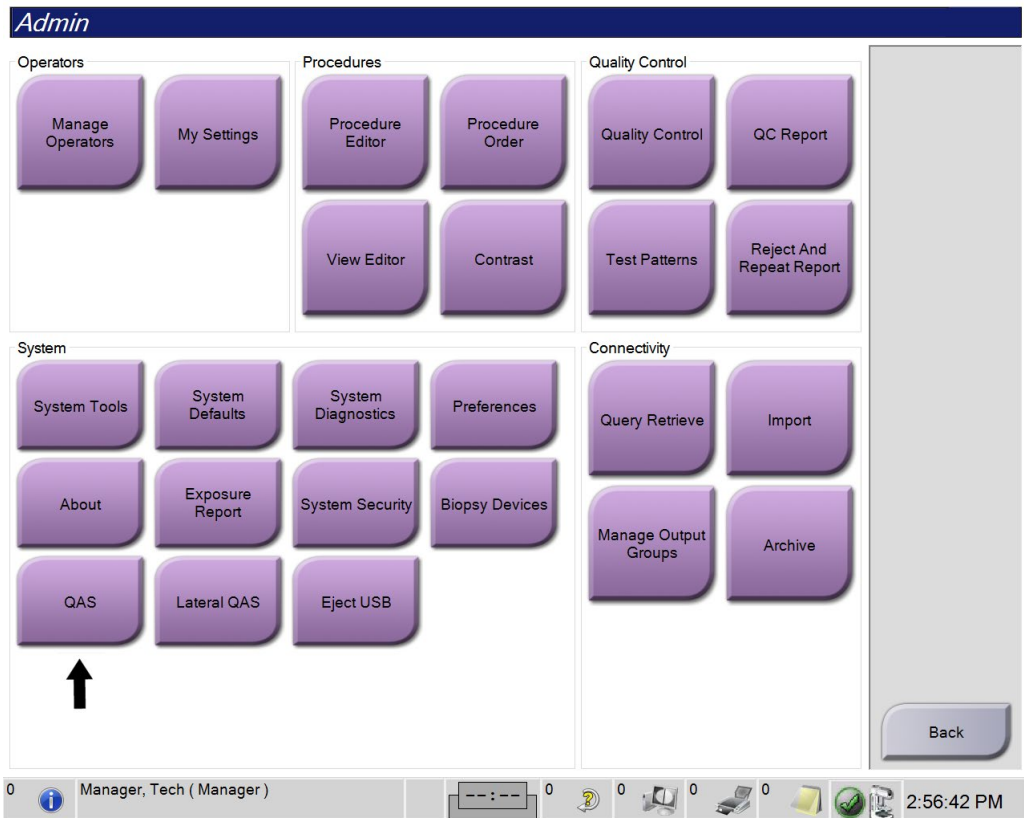 Admin
Operators
Manage
Operators
My Settings
Procedures
Procedure
Editor
Procedure
Order
View Editor
Contrast
Quality Control
Quality Control
QC Report
Test Patterns
Reject And
Repeat Report
System
System Tools
System
Defaults
System
Diagnostics
Preferences
About
Exposure
Report
System Security
Biopsy Devices
QAS
Lateral QAS
Eject USB
Connectivity
Query Retrieve
Import
Manage Output
Groups
Archive
Back
0
Manager, Tech ( Manager )
--:--
0
0
0
0
2:56:42 PM